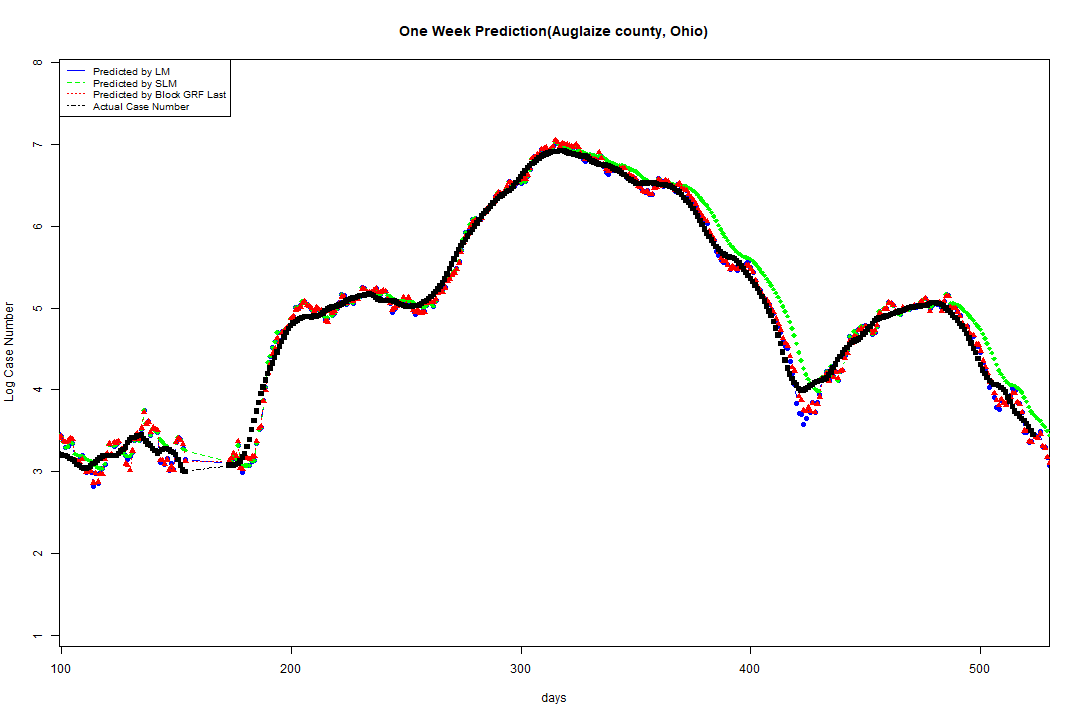 One Week Prediction(Auglaize county, Ohio)
Predicted by LM
Predicted by SLM
Predicted by Block GRF Last
Actual Case Number
8
7
6
5
4
3
2
1
Log Case Number
100 200 300 400 500
days